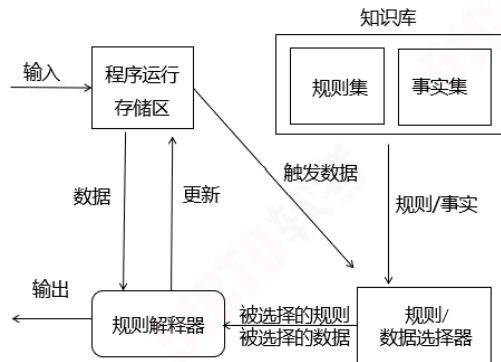 知识库
输入
程序运行
存储区
规则集
事实集
触发数据
数据
更新
规则/事实
输出
规则解释器
被选择的规则
被选择的数据
规则/
数据选择器